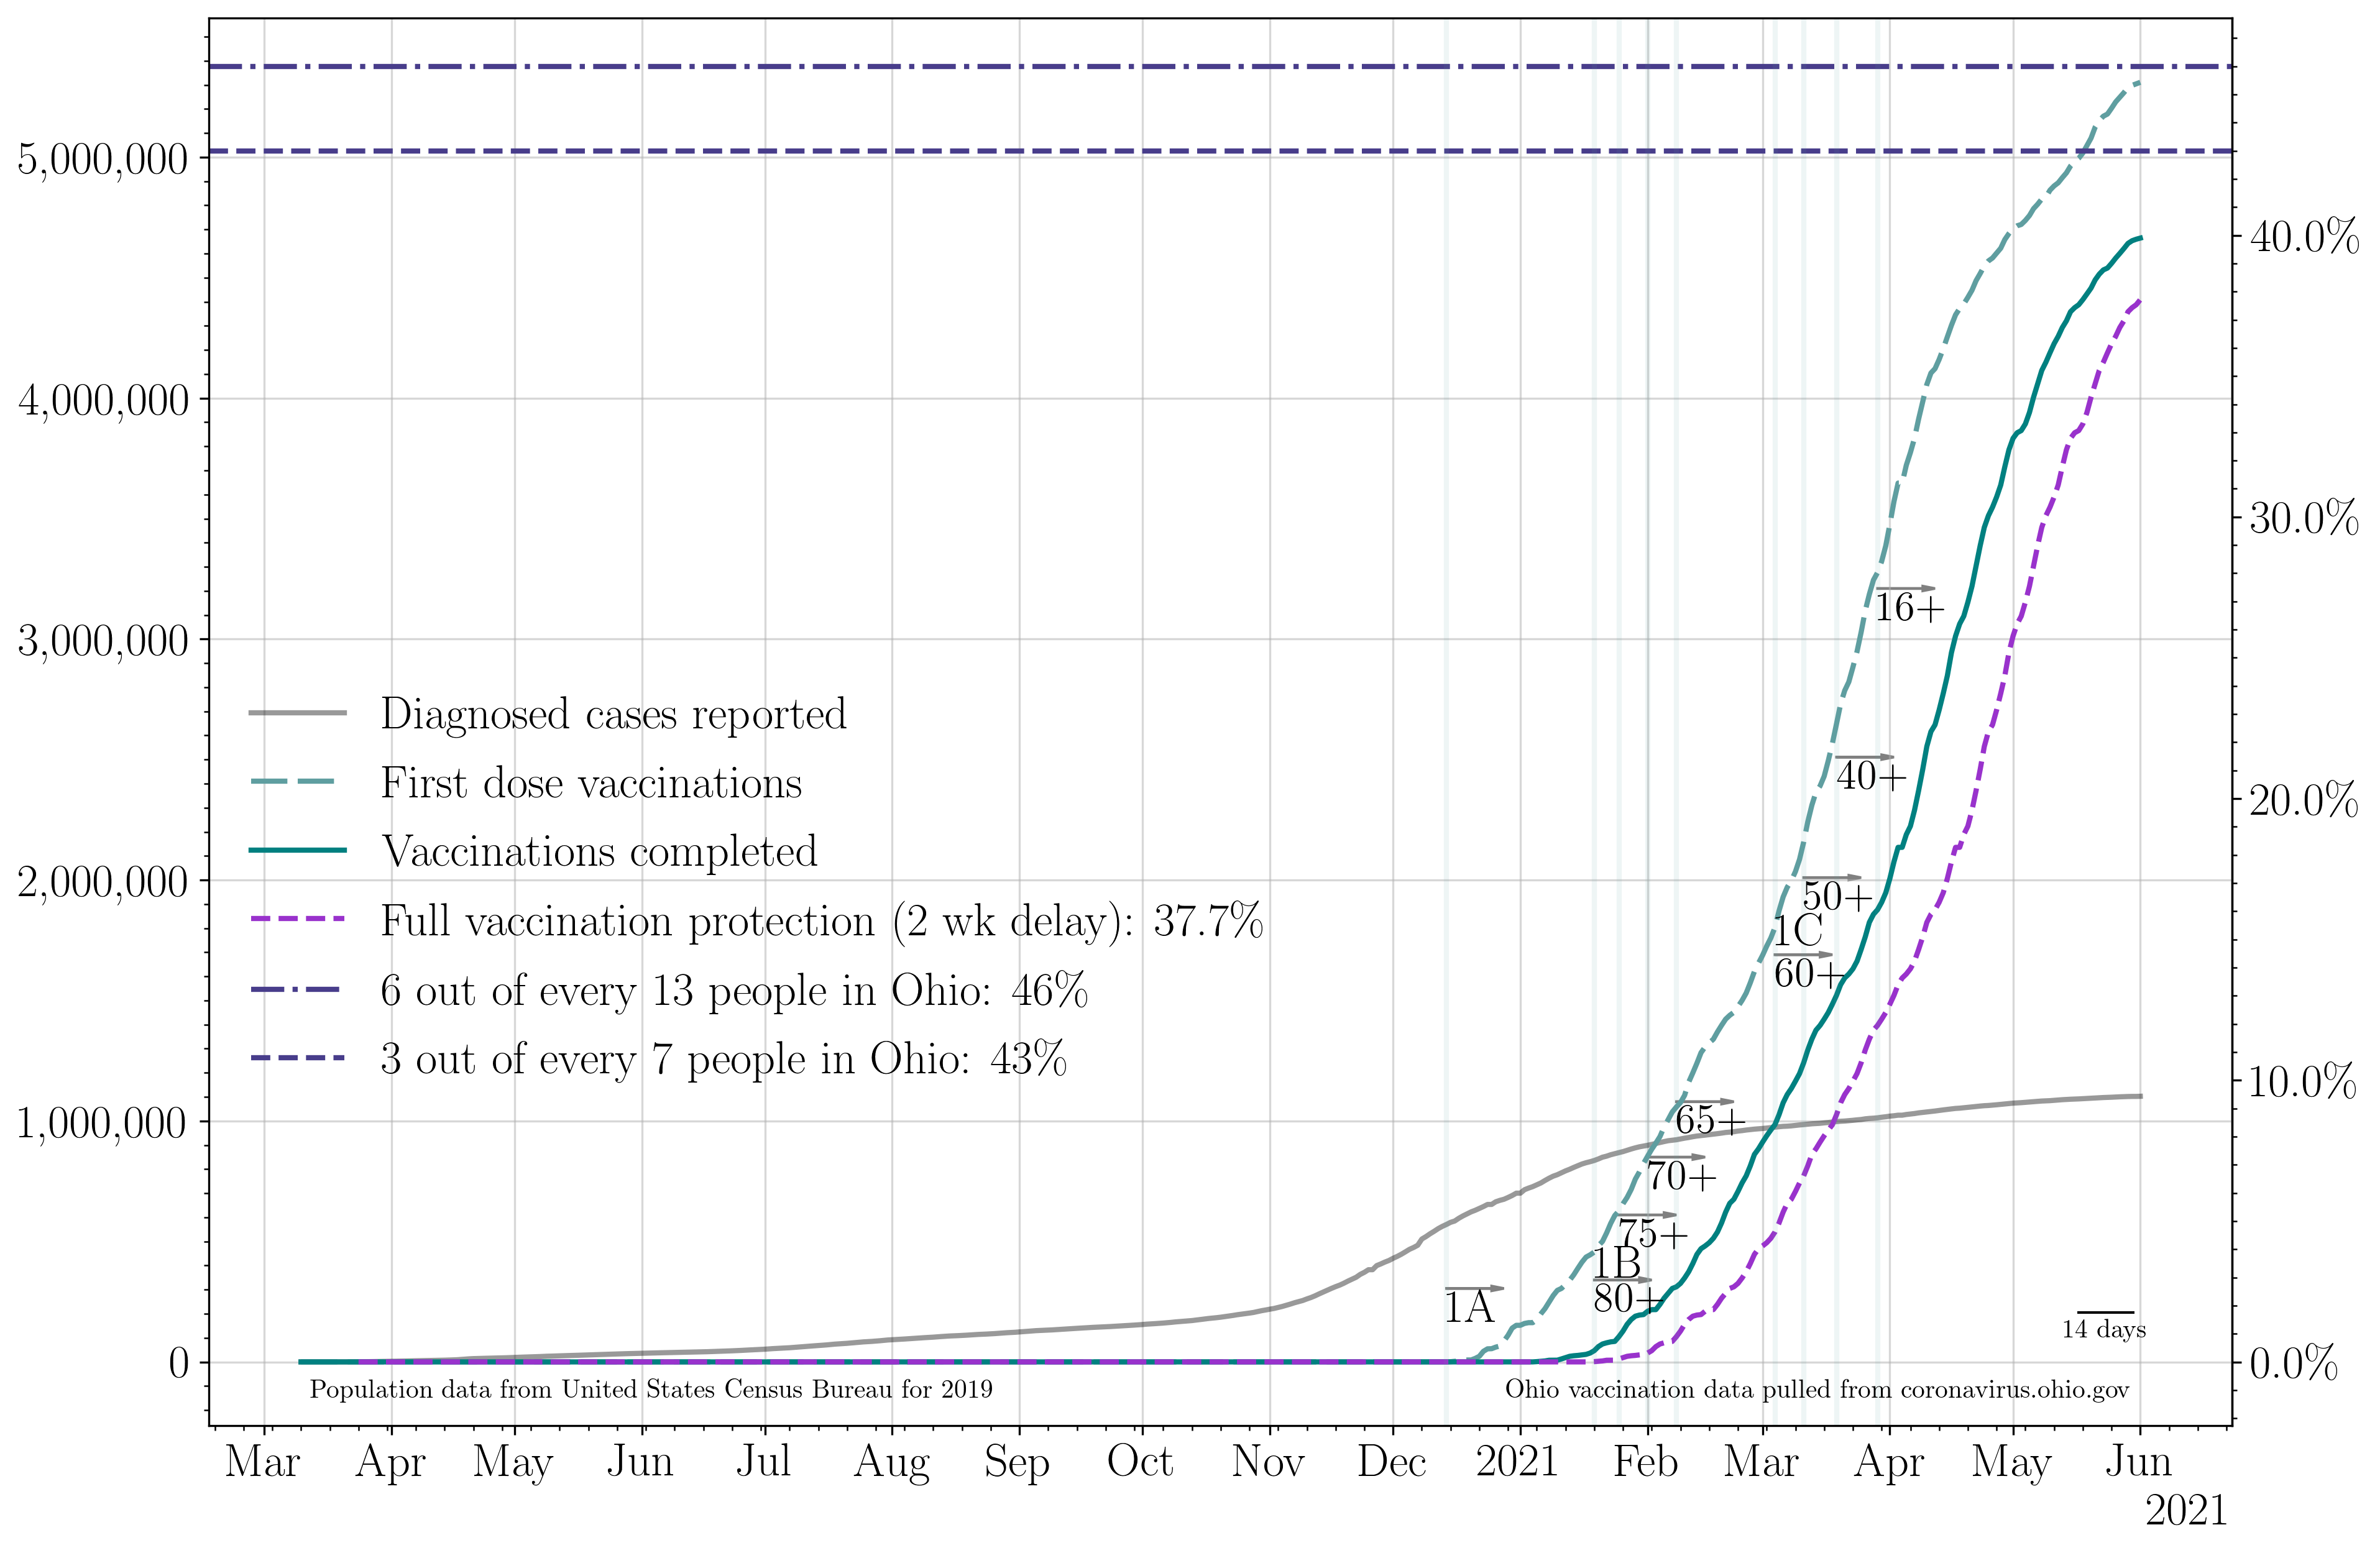 5,000,000
4,000,000
3,000,000
2,000,000
1,000,000
0
40.0%
30.0%
20.0%
10.0%
0.0%
Diagnosed cases reported
First dose vaccinations
Vaccinations completed
Full vaccination protection (2 wk delay): 37.7%
6 out of every 13 people in Ohio: 46%
3 out of every 7 people in Ohio: 43%
16+
40+
50+
1C
60+
65+
70+
75+
1B
80+
1A
14 days
Population data from United States Census Bureau for 2019
Ohio vaccination data pulled from coronavirus.ohio.gov
Mar Apr May Jun Jul Aug Sep Oct Nov Dec 2021 Feb Mar Apr May Jun
2021